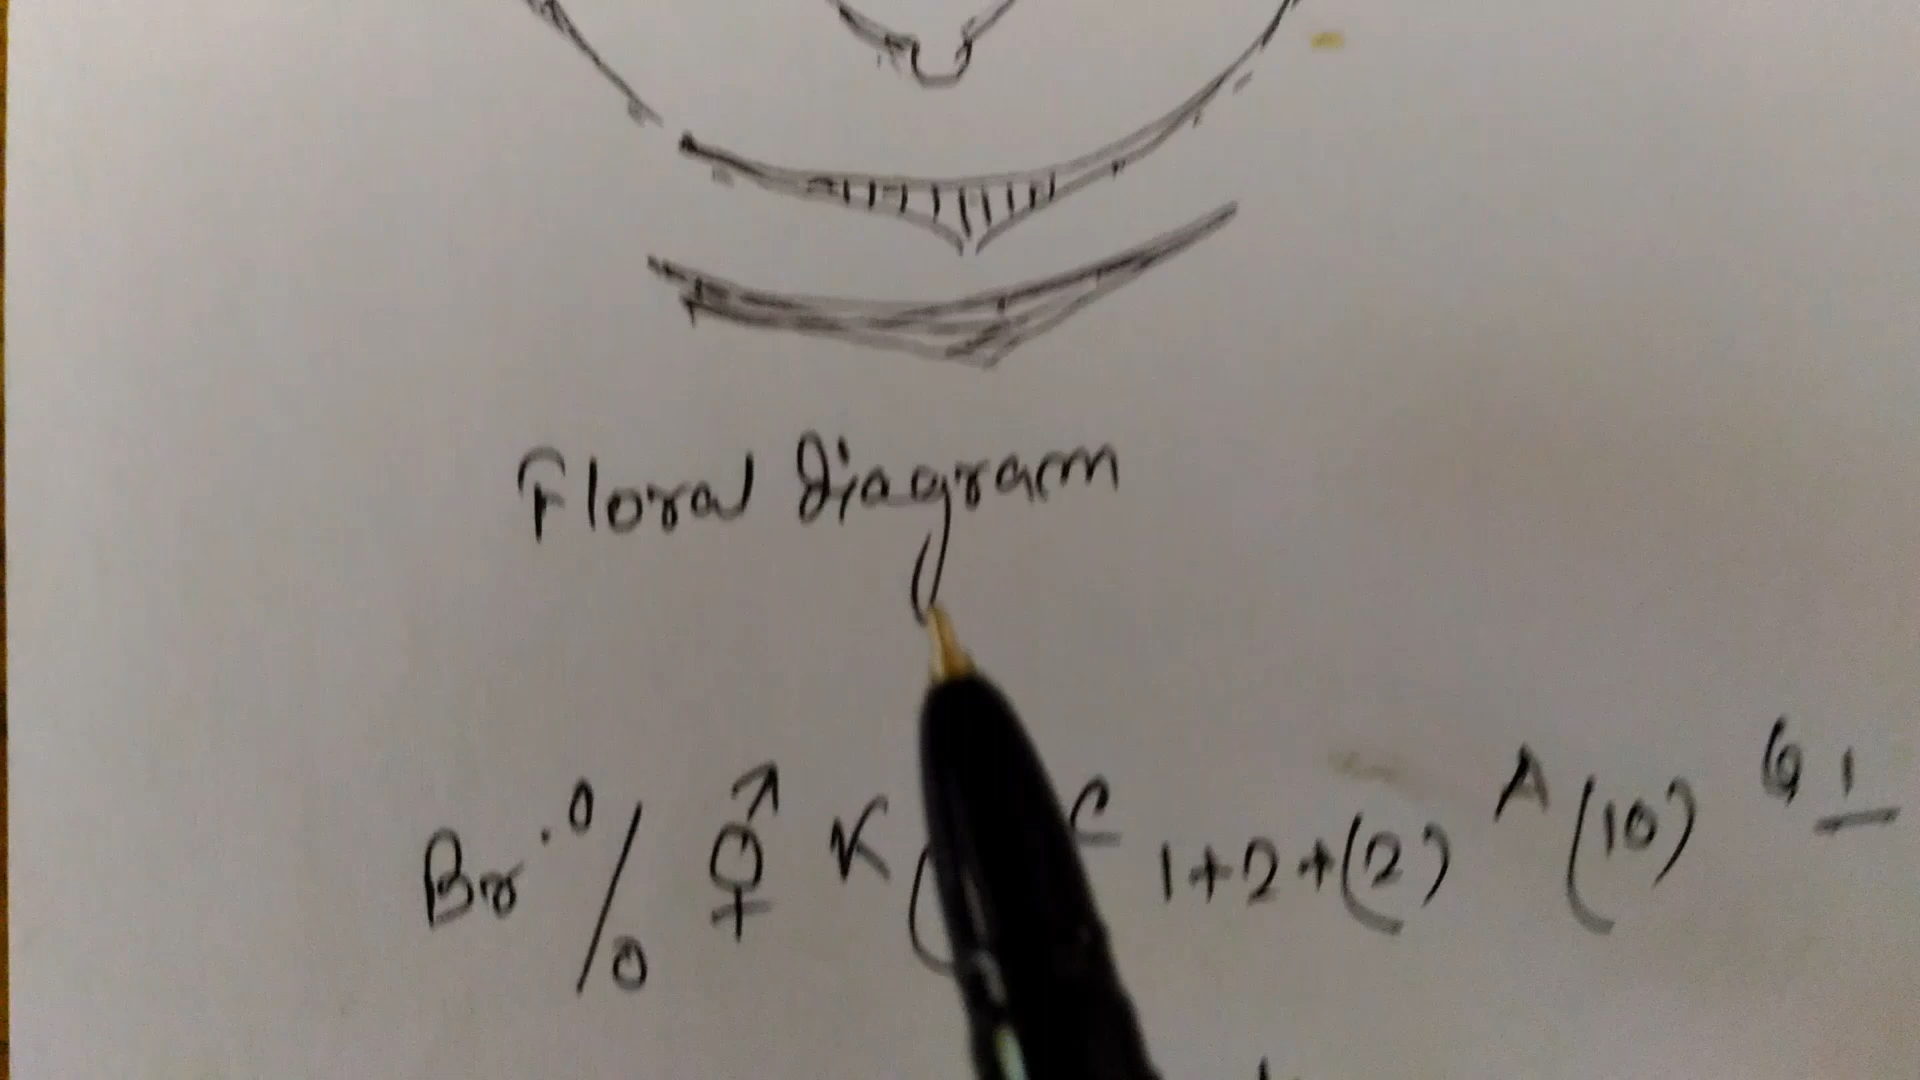 Floral Diagram
Br. % ⚥ K ( C 1+2+(2) A (10) G 1